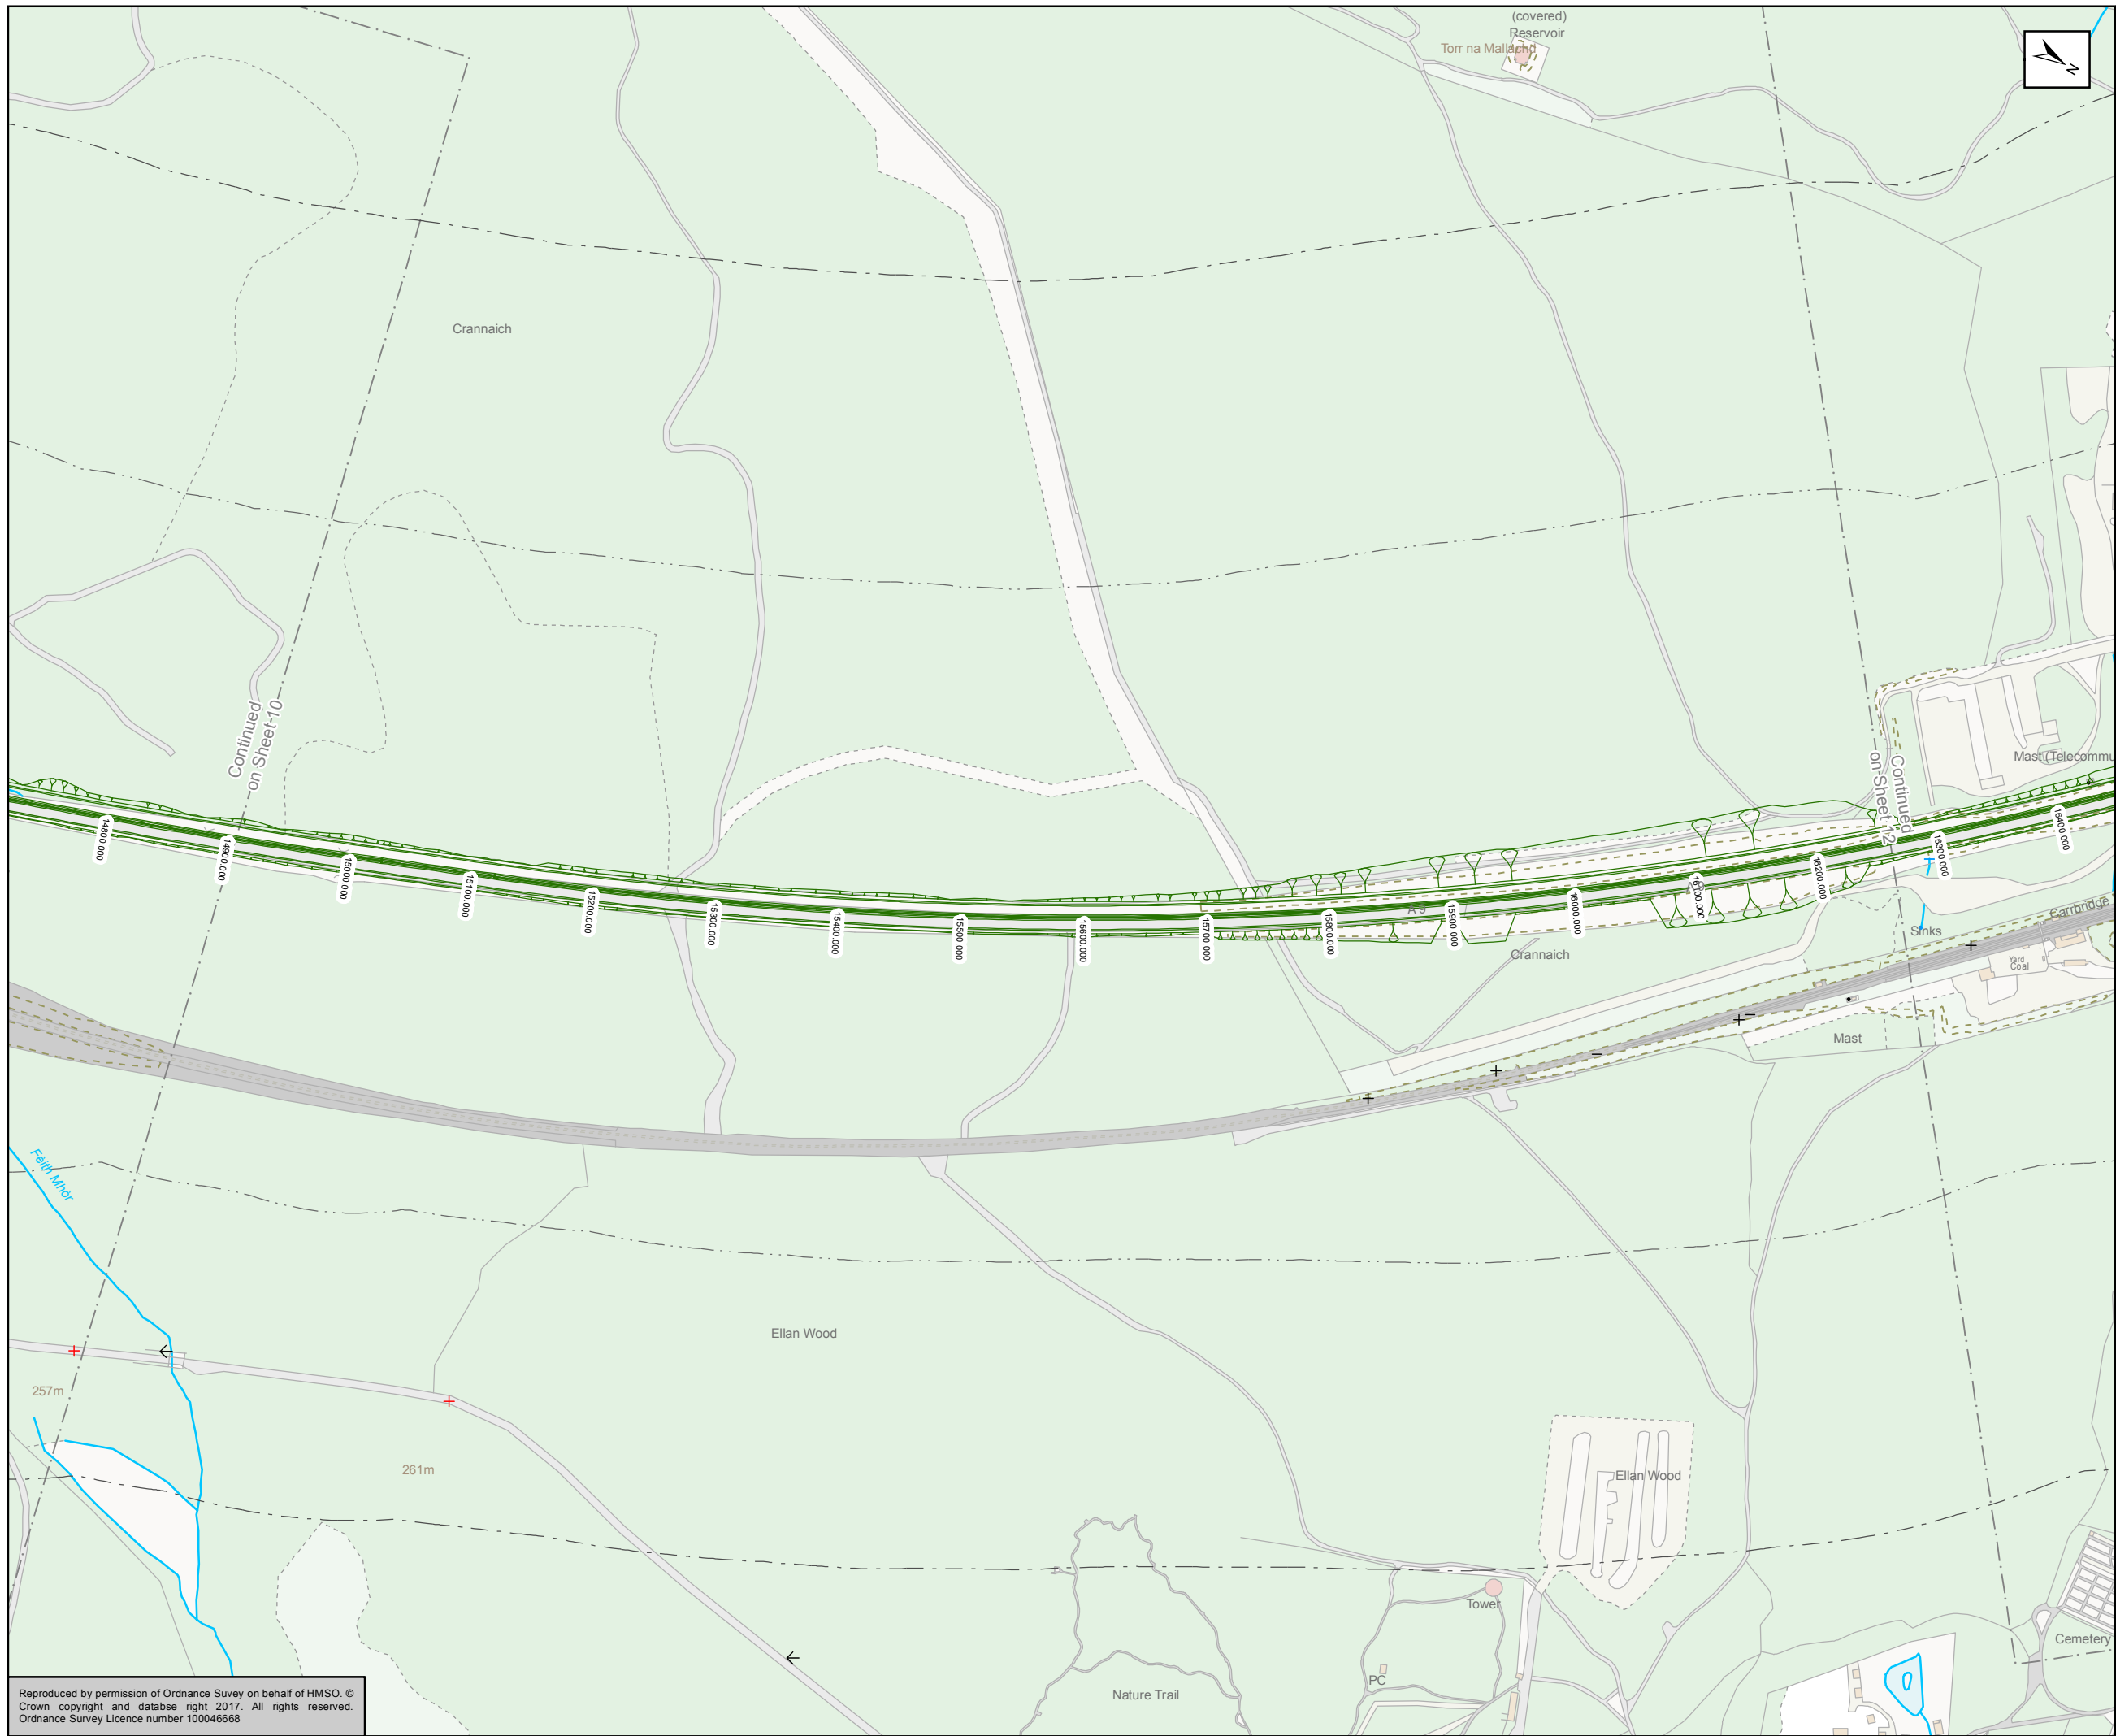 (covered)
Reservoir
Torr na Mallachd
N
Crannaich
Continued
on Sheet 10
Continued
on Sheet 12
Mast (Telecommu
14800.000
14900.000
15000.000
15100.000
15200.000
15300.000
15400.000
15500.000
15600.000
15700.000
15800.000
15900.000
16000.000
16100.000
16200.000
16300.000
16400.000
A 9
Crannaich
Carrbridge
Sinks
Yard
Coal
Mast
Fèith Mhòr
Ellan Wood
257m
261m
Ellan Wood
Tower
PC
Nature Trail
Cemetery
Reproduced by permission of Ordnance Suvey on behalf of HMSO. ©
Crown copyright and databse right 2017. All rights reserved.
Ordnance Survey Licence number 100046668